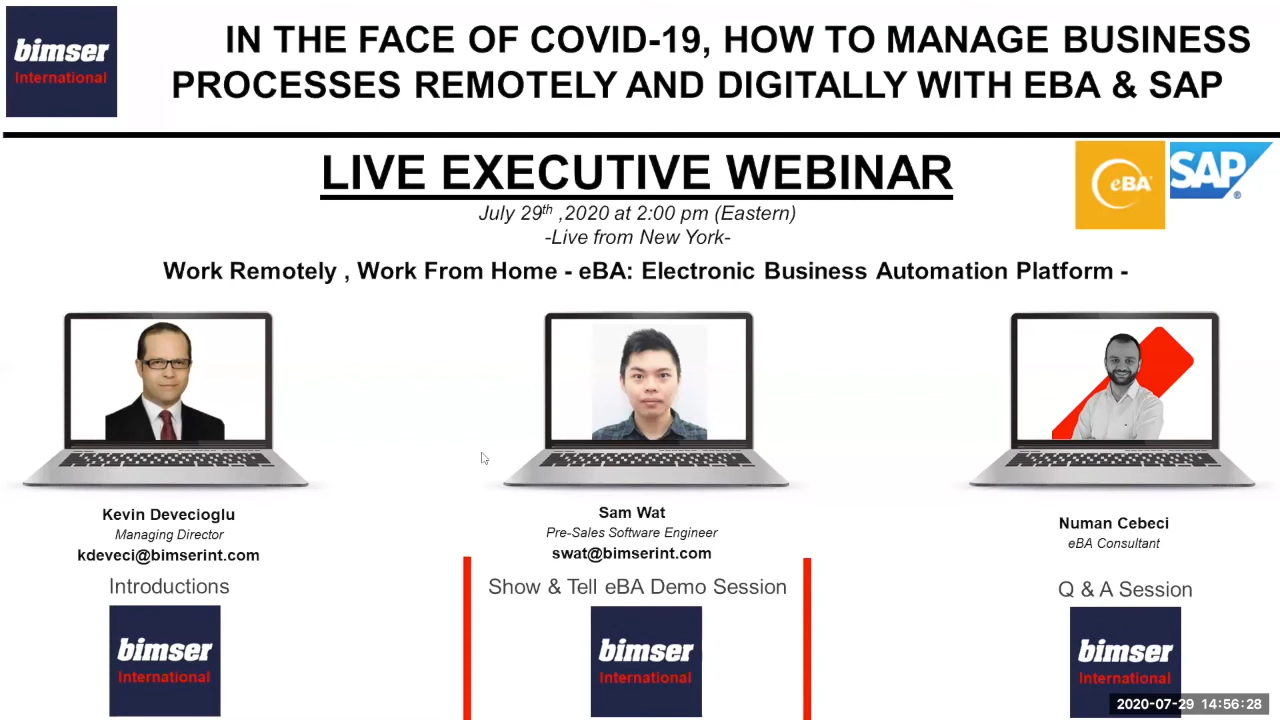 bimser
International
IN THE FACE OF COVID-19, HOW TO MANAGE BUSINESS
PROCESSES REMOTELY AND DIGITALLY WITH EBA & SAP
LIVE EXECUTIVE WEBINAR
July 29th ,2020 at 2:00 pm (Eastern)
-Live from New York-
eBA
SAP®
Work Remotely , Work From Home - eBA: Electronic Business Automation Platform -
Kevin Devecioglu
Managing Director
kdeveci@bimserint.com
Introductions
bimser
International
Sam Wat
Pre-Sales Software Engineer
swat@bimserint.com
Show & Tell eBA Demo Session
bimser
International
Numan Cebeci
eBA Consultant
Q & A Session
bimser
International
2020-07-29 14:56:28